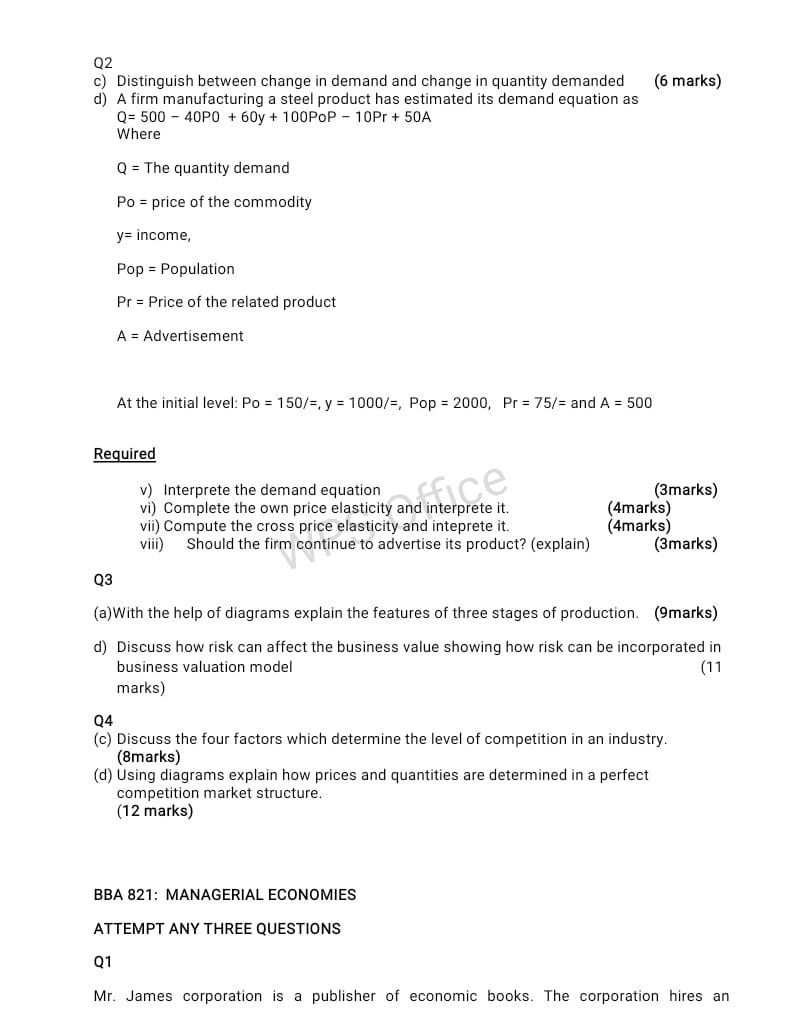 Q2
c) Distinguish between change in demand and change in quantity demanded (6 marks)
d) A firm manufacturing a steel product has estimated its demand equation as
Q= 500 – 40P0 + 60y + 100PoP – 10Pr + 50A
Where
Q = The quantity demand
Po = price of the commodity
y= income,
Pop = Population
Pr = Price of the related product
A = Advertisement
At the initial level: Po = 150/=, y = 1000/=, Pop = 2000, Pr = 75/= and A = 500
Required
v) Interprete the demand equation (3marks)
vi) Complete the own price elasticity and interprete it. (4marks)
vii) Compute the cross price elasticity and inteprete it. (4marks)
viii) Should the firm continue to advertise its product? (explain) (3marks)
WPS Office
Q3
(a)With the help of diagrams explain the features of three stages of production. (9marks)
d) Discuss how risk can affect the business value showing how risk can be incorporated in
business valuation model (11
marks)
Q4
(c) Discuss the four factors which determine the level of competition in an industry.
(8marks)
(d) Using diagrams explain how prices and quantities are determined in a perfect
competition market structure.
(12 marks)
BBA 821: MANAGERIAL ECONOMIES
ATTEMPT ANY THREE QUESTIONS
Q1
Mr. James corporation is a publisher of economic books. The corporation hires an